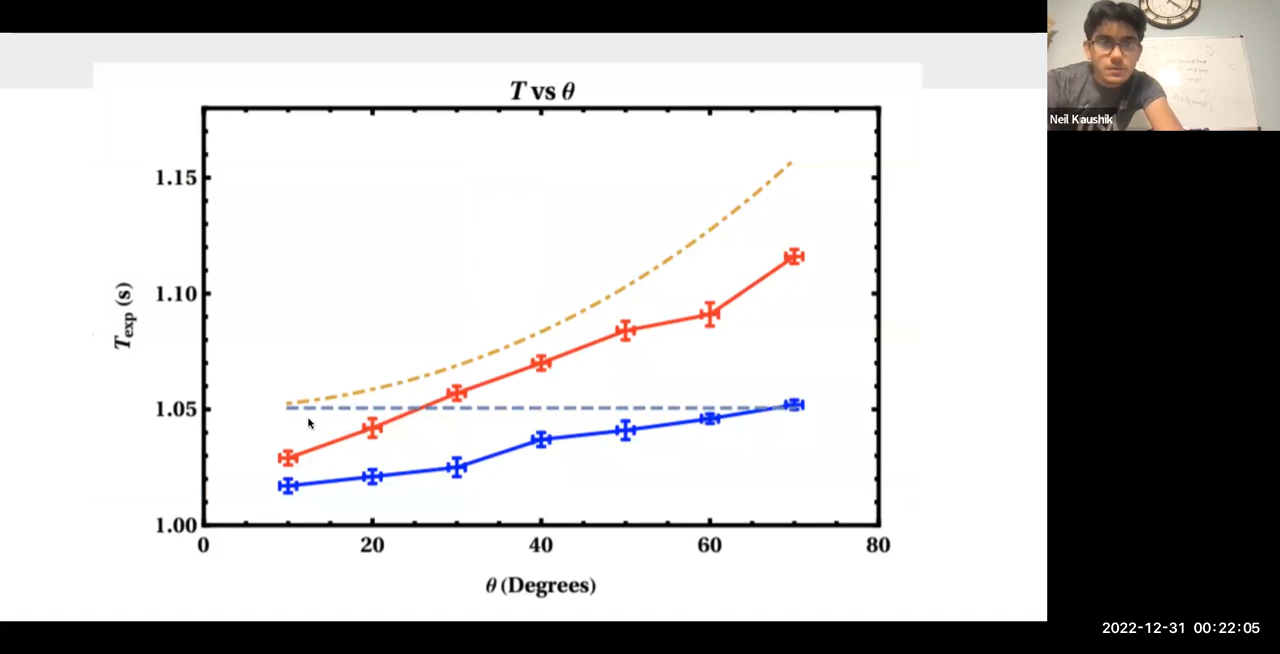 T vs θ
1.15
1.10
1.05
1.00
T_exp (s)
0 20 40 60 80
θ (Degrees)
Neil Kaushik
2022-12-31 00:22:05